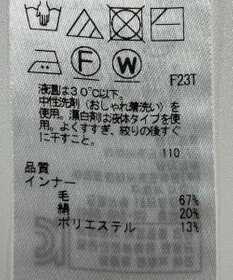 F W
F23T
液温は30℃以下。
中性洗剤（おしゃれ着洗い）を使
用。漂白剤は液体タイプを使
用。よくすすぎ、絞りの後すぐ
に干すこと。
110
品質
インナー
毛 67%
絹 20%
ポリエステル 13%